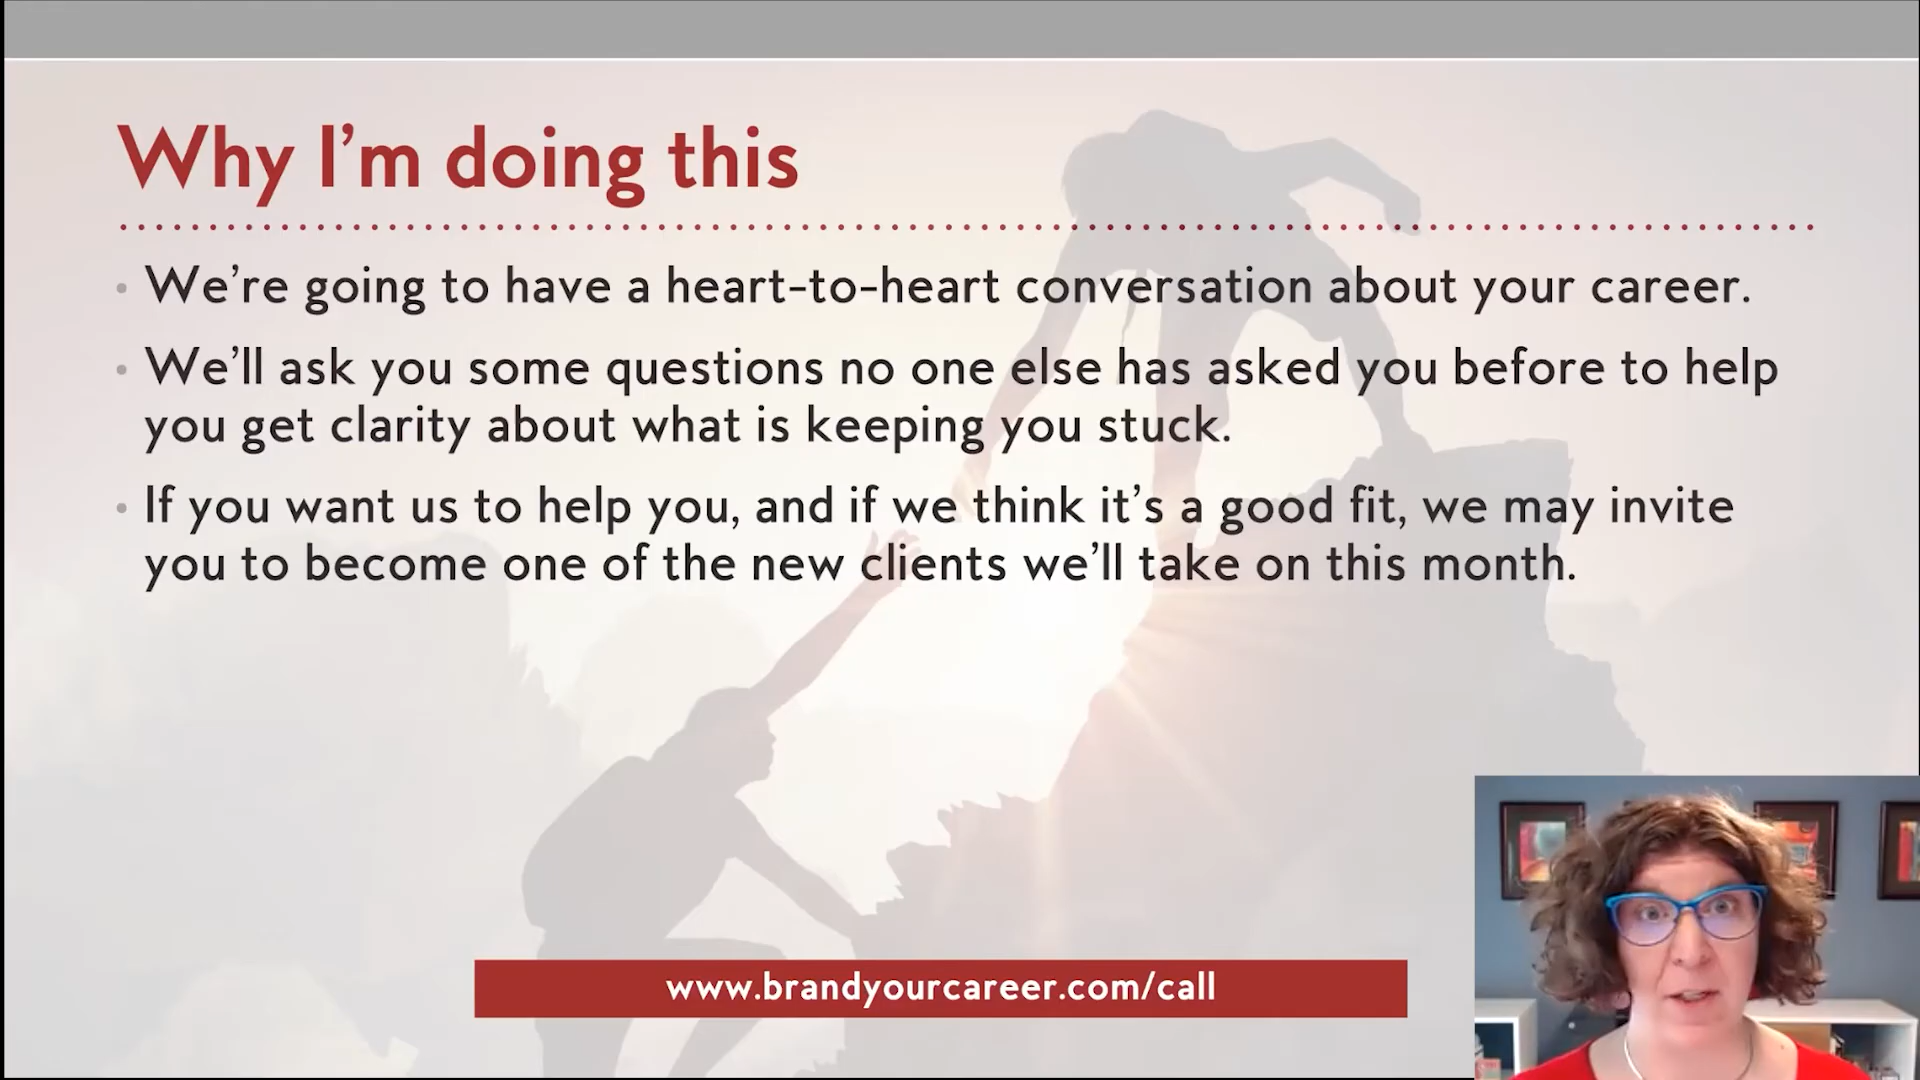 Why I’m doing this
We’re going to have a heart-to-heart conversation about your career.
We’ll ask you some questions no one else has asked you before to help
you get clarity about what is keeping you stuck.
If you want us to help you, and if we think it’s a good fit, we may invite
you to become one of the new clients we’ll take on this month.
www.brandyourcareer.com/call